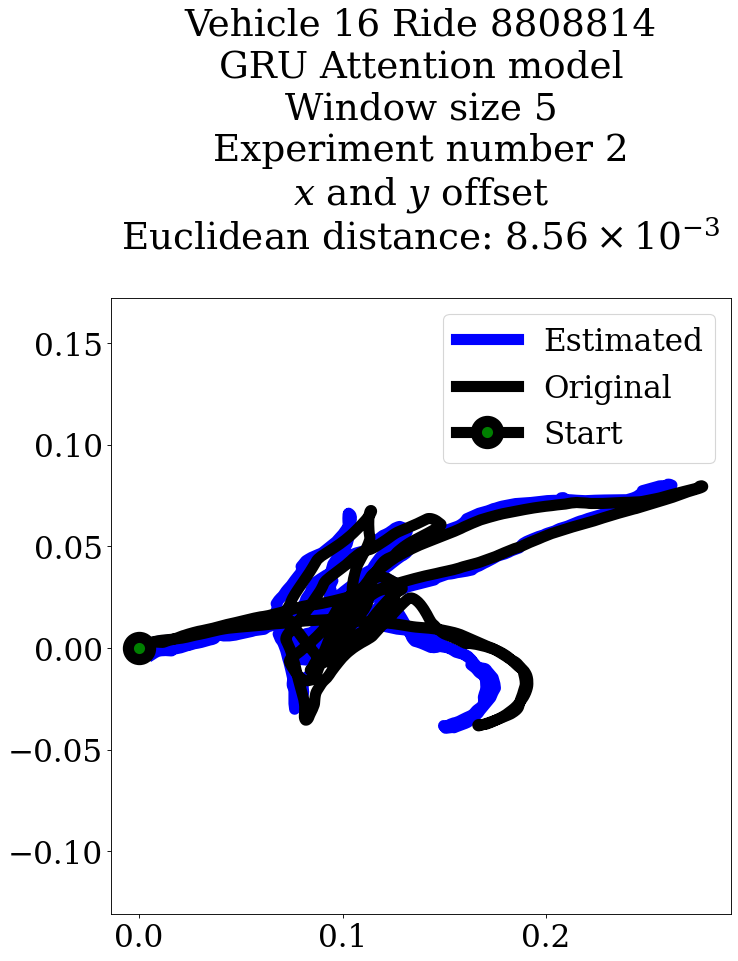 Vehicle 16 Ride 8808814
GRU Attention model
Window size 5
Experiment number 2
x and y offset
Euclidean distance: 8.56 × 10⁻³
Estimated
Original
Start
0.15
0.10
0.05
0.00
−0.05
−0.10
0.0 0.1 0.2